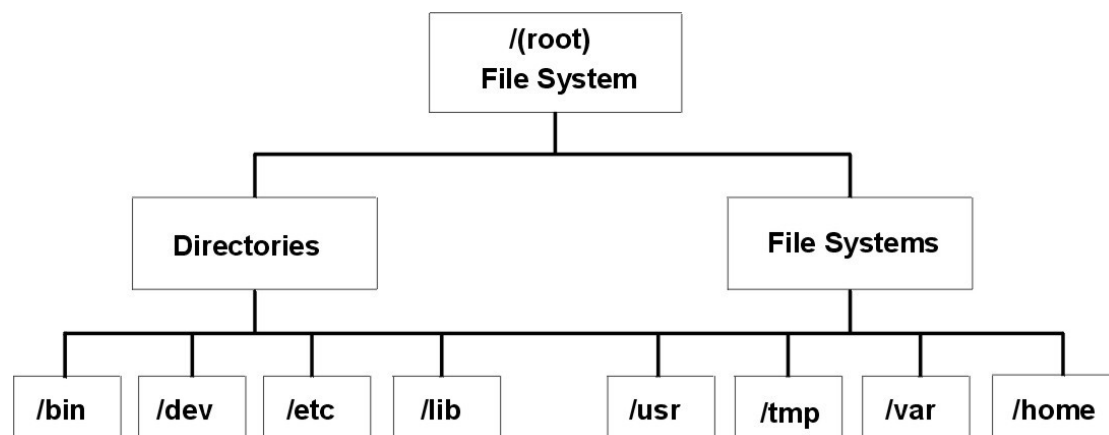 /(root)
File System
Directories
File Systems
/bin
/dev
/etc
/lib
/usr
/tmp
/var
/home